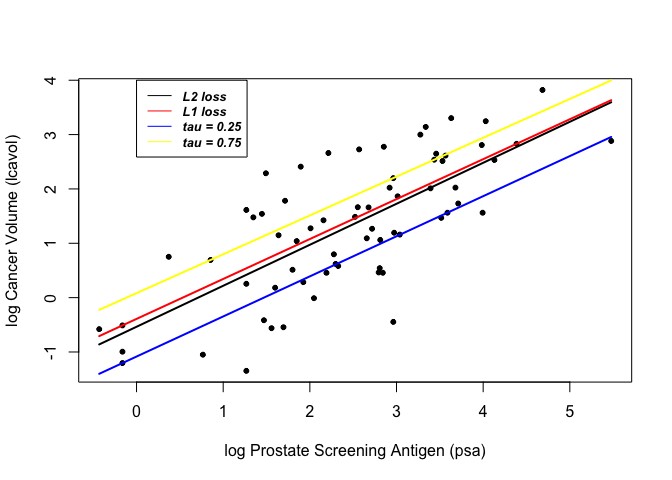 L2 loss
L1 loss
tau = 0.25
tau = 0.75
log Cancer Volume (lcavol)
4
3
2
1
0
-1
0 1 2 3 4 5
log Prostate Screening Antigen (psa)